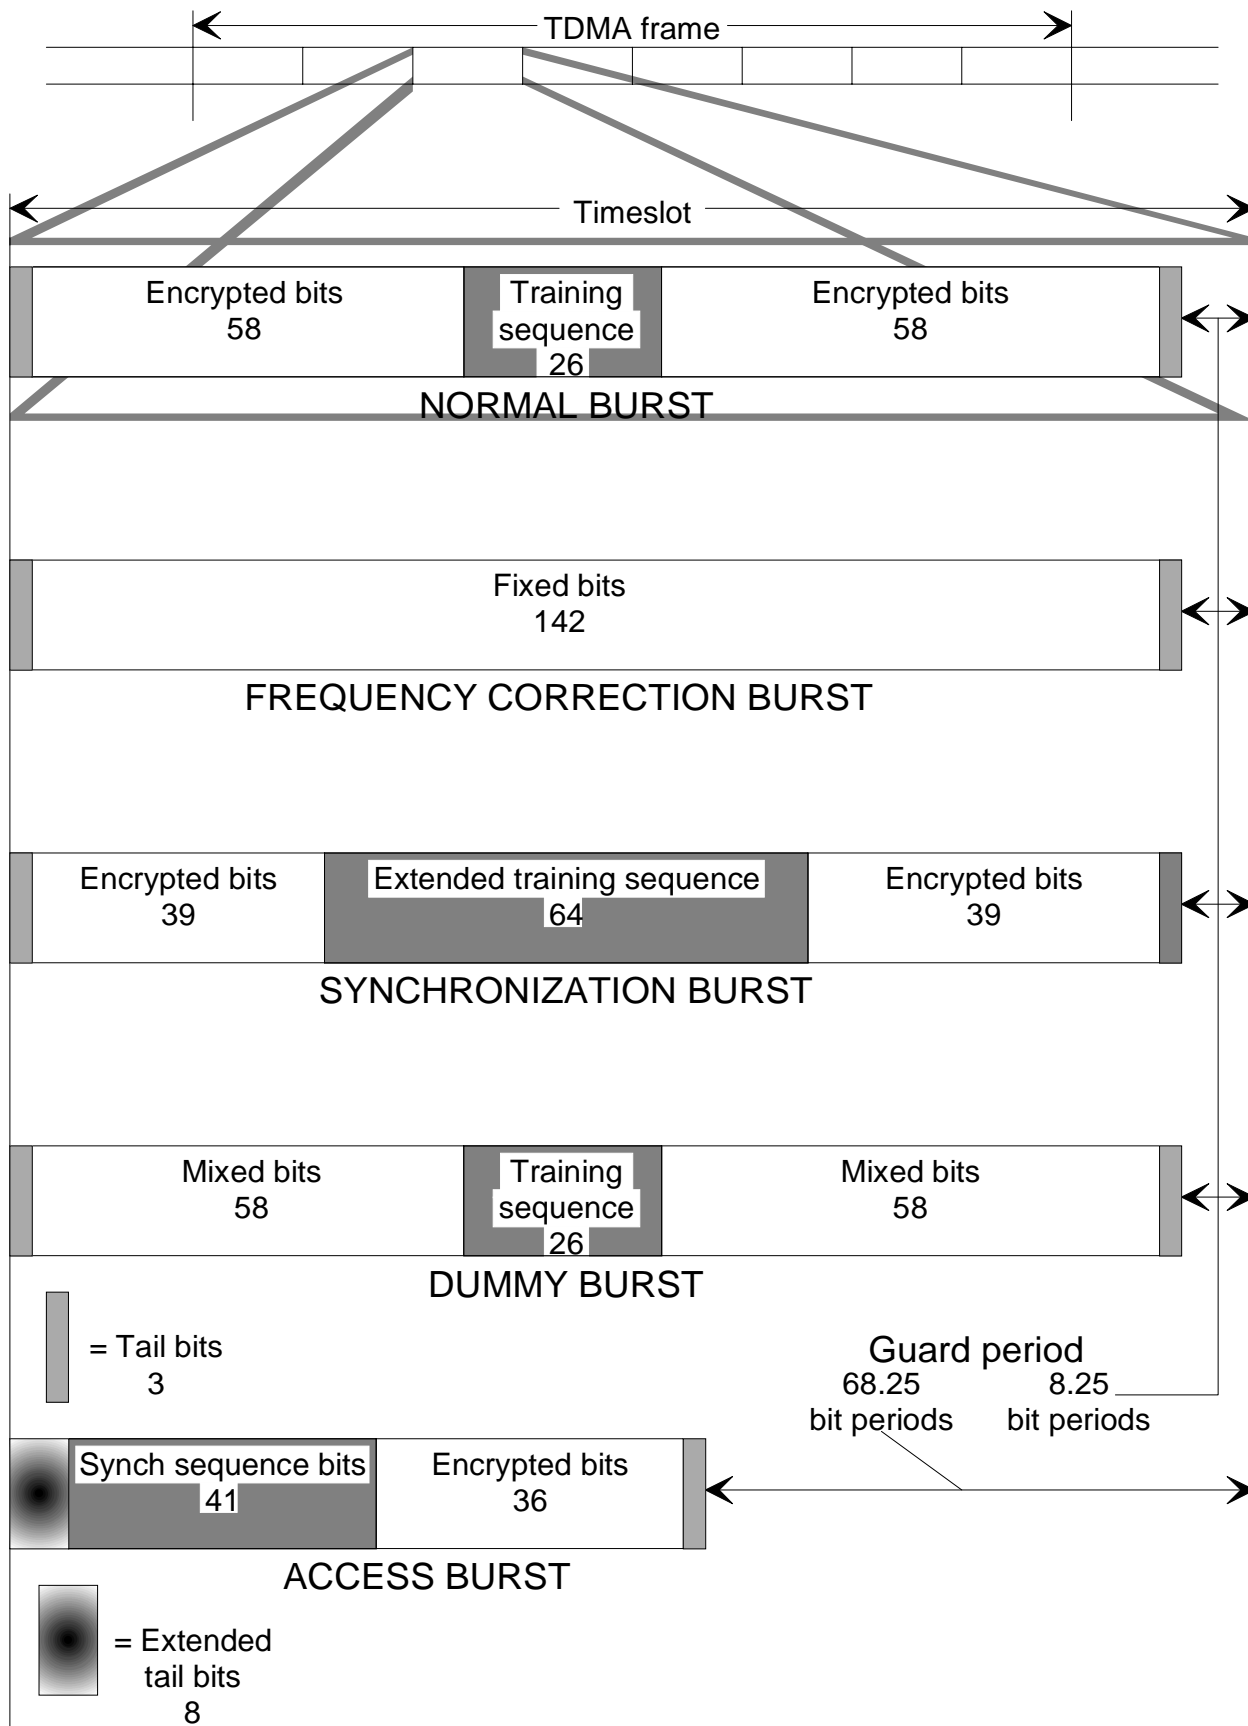 TDMA frame
Timeslot
Encrypted bits
58
Training
sequence
26
Encrypted bits
58
NORMAL BURST
Fixed bits
142
FREQUENCY CORRECTION BURST
Encrypted bits
39
Extended training sequence
64
Encrypted bits
39
SYNCHRONIZATION BURST
Mixed bits
58
Training
sequence
26
Mixed bits
58
DUMMY BURST
= Tail bits
3
Guard period
68.25
bit periods
8.25
bit periods
Synch sequence bits
41
Encrypted bits
36
ACCESS BURST
= Extended
tail bits
8